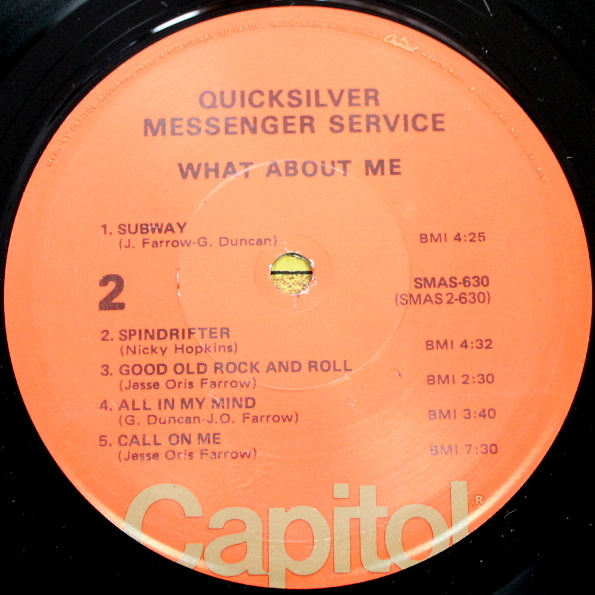 Capitol
QUICKSILVER
MESSENGER SERVICE
WHAT ABOUT ME
1. SUBWAY BMI 4:25
(J. Farrow-G. Duncan)
2
SMAS-630
(SMAS 2-630)
2. SPINDRIFTER BMI 4:32
(Nicky Hopkins)
3. GOOD OLD ROCK AND ROLL BMI 2:30
(Jesse Oris Farrow)
4. ALL IN MY MIND BMI 3:40
(G. Duncan-J.O. Farrow)
5. CALL ON ME BMI 7:30
(Jesse Oris Farrow)
Capitol®